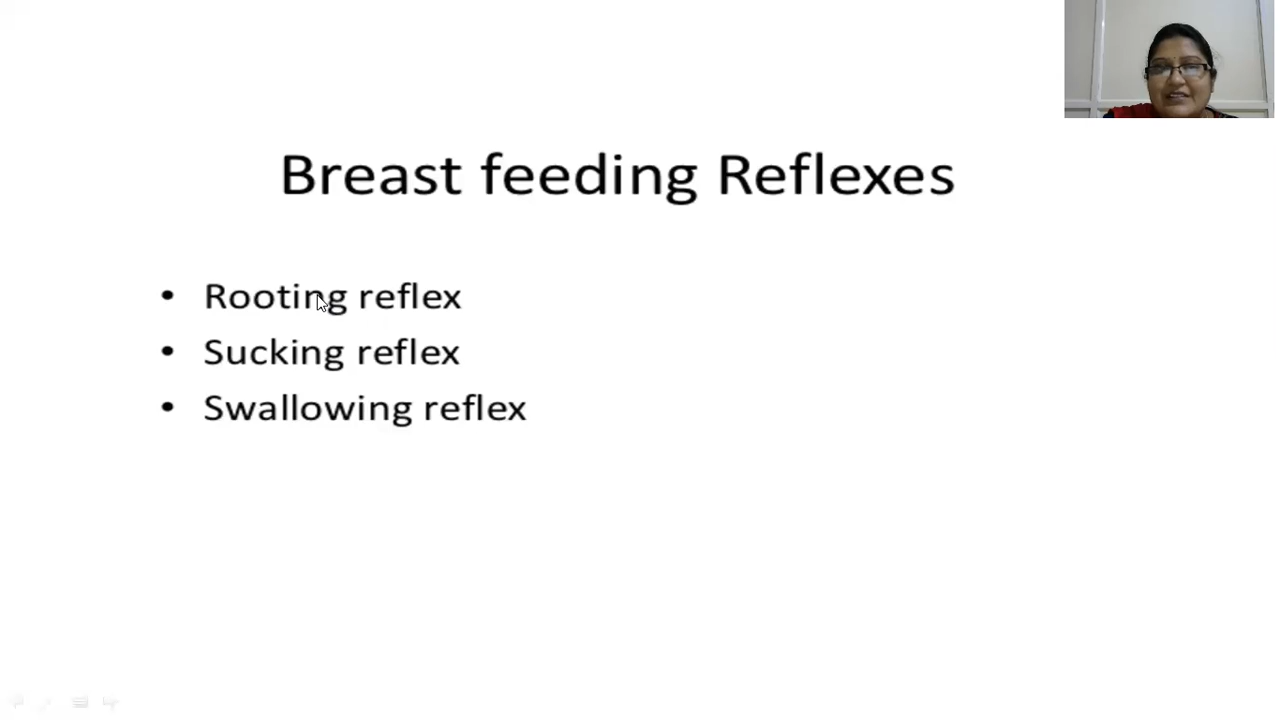 Breast feeding Reflexes
• Rooting reflex
• Sucking reflex
• Swallowing reflex